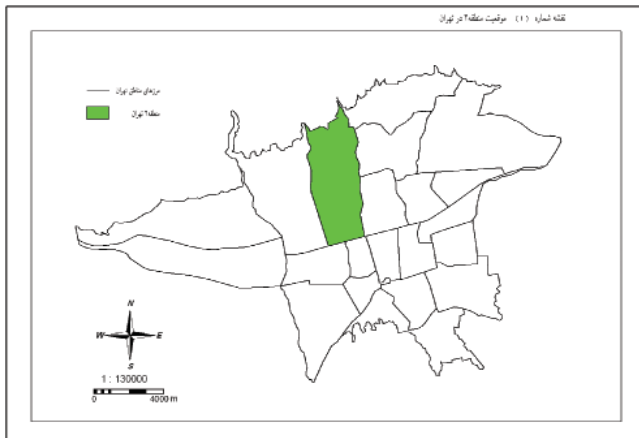 نقشه شماره (۱) موقعیت منطقه۲ در تهران
مرزهای مناطق تهران
منطقه۲ تهران
N
W E
S
1 : 130000
0 4000 m